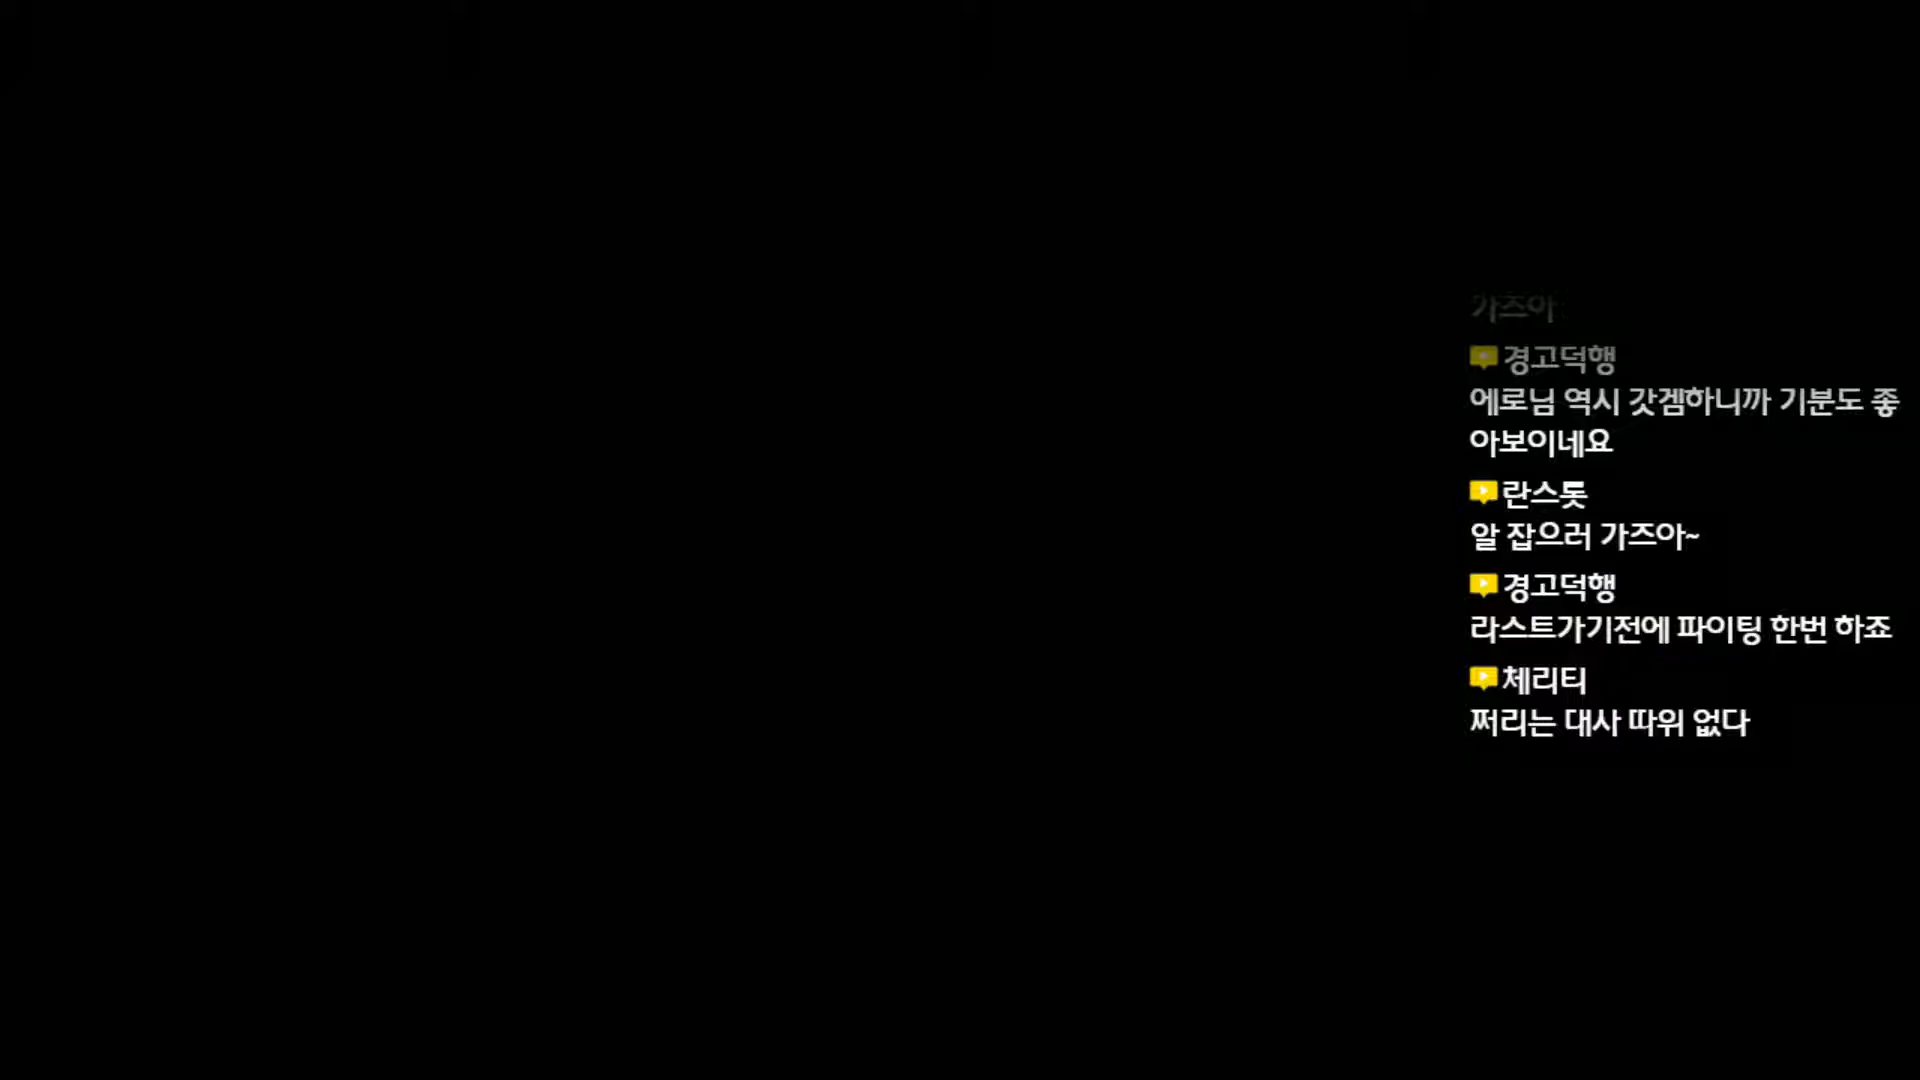 가즈아
경고덕행
에로님 역시 갓겜하니까 기분도 좋
아보이네요
란스톳
알 잡으러 가즈아~
경고덕행
라스트가기전에 파이팅 한번 하죠
체리티
쩌리는 대사 따위 없다